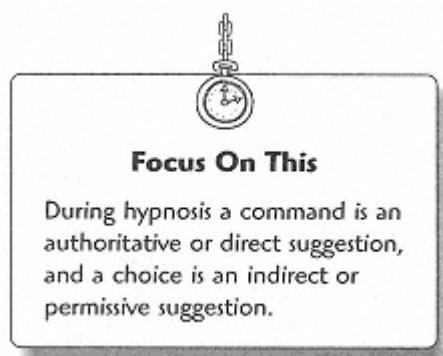 Focus On This
During hypnosis a command is an
authoritative or direct suggestion,
and a choice is an indirect or
permissive suggestion.